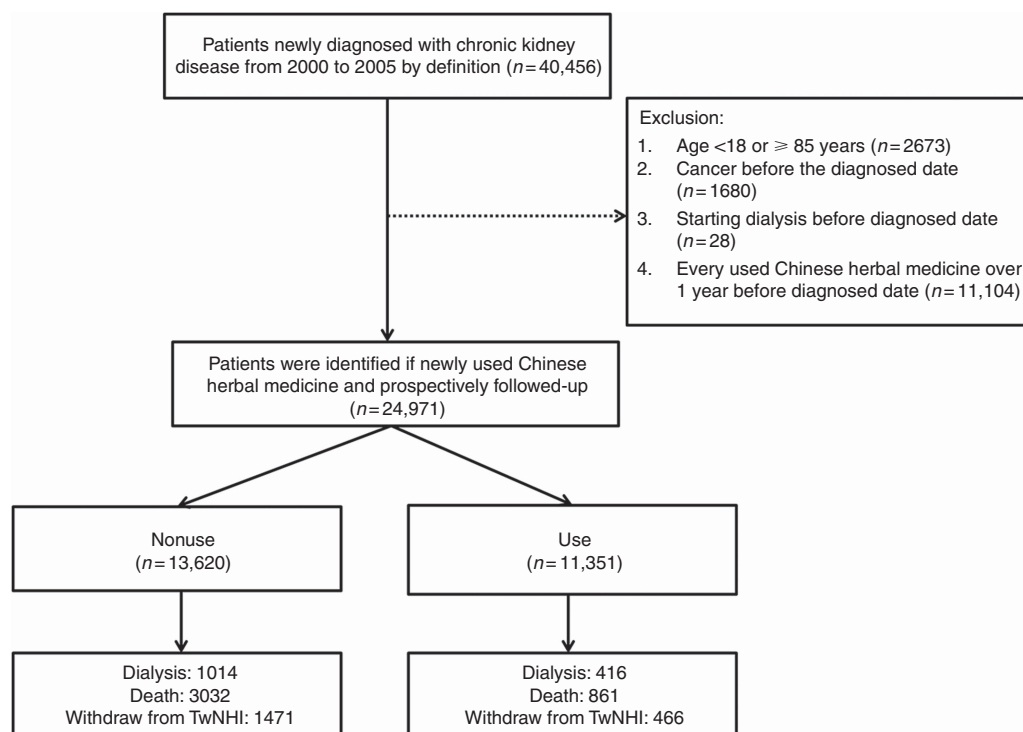 Patients newly diagnosed with chronic kidney
disease from 2000 to 2005 by definition (n=40,456)
Exclusion:
1. Age <18 or ⩾ 85 years (n=2673)
2. Cancer before the diagnosed date
(n=1680)
3. Starting dialysis before diagnosed date
(n=28)
4. Every used Chinese herbal medicine over
1 year before diagnosed date (n=11,104)
Patients were identified if newly used Chinese
herbal medicine and prospectively followed-up
(n=24,971)
Nonuse
(n=13,620)
Use
(n=11,351)
Dialysis: 1014
Death: 3032
Withdraw from TwNHI: 1471
Dialysis: 416
Death: 861
Withdraw from TwNHI: 466